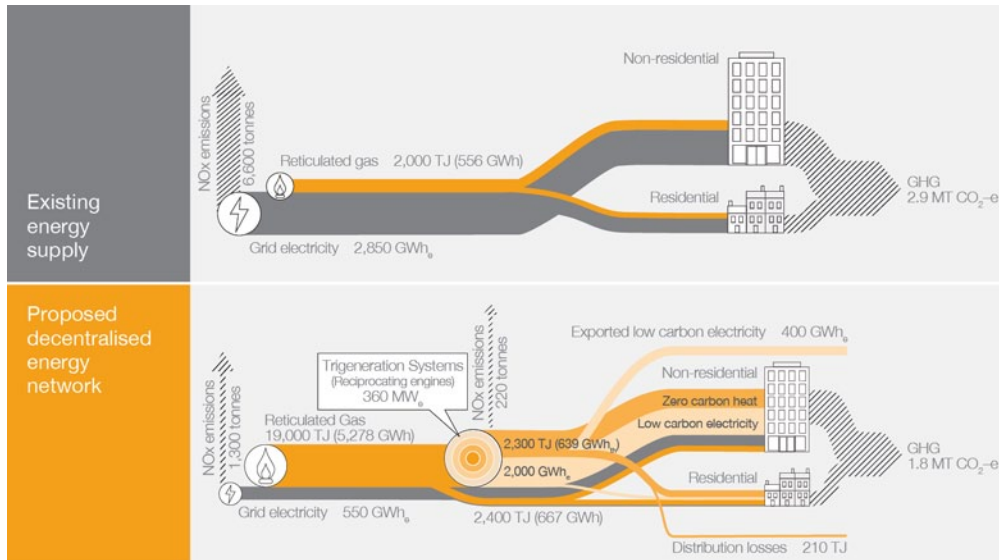 Existing
energy
supply
NOx emissions
6,600 tonnes
Reticulated gas 2,000 TJ (556 GWh)
Grid electricity 2,850 GWhe
Non-residential
Residential
GHG
2.9 MT CO2–e
Proposed
decentralised
energy
network
NOx emissions
1,300 tonnes
Reticulated Gas
19,000 TJ (5,278 GWh)
Grid electricity 550 GWhe
Trigeneration Systems
(Reciprocating engines)
360 MWe
NOx emissions
220 tonnes
2,300 TJ (639 GWhe)
2,000 GWhe
2,400 TJ (667 GWh)
Exported low carbon electricity 400 GWhe
Non-residential
Zero carbon heat
Low carbon electricity
Residential
Distribution losses 210 TJ
GHG
1.8 MT CO2–e